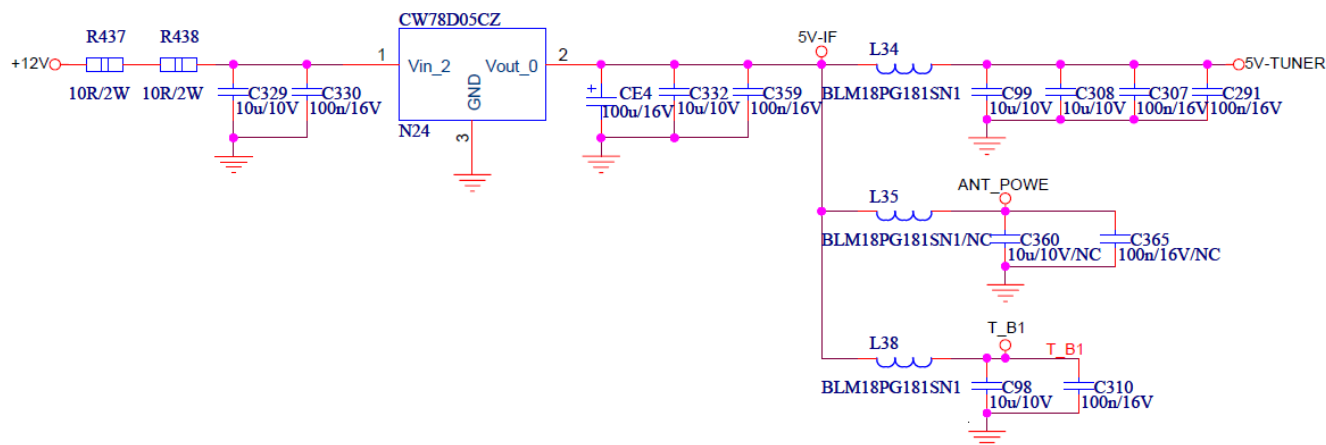 CW78D05CZ
R437
R438
+12V
10R/2W
10R/2W
1
Vin_2
Vout_0
GND
2
3
N24
C329
10u/10V
C330
100n/16V
CE4
+
100u/16V
C332
10u/10V
C359
100n/16V
5V-IF
L34
BLM18PG181SN1
5V-TUNER
C99
10u/10V
C308
10u/10V
C307
100n/16V
C291
100n/16V
L35
BLM18PG181SN1/NC
ANT_POWE
C360
10u/10V/NC
C365
100n/16V/NC
L38
BLM18PG181SN1
T_B1
T_B1
C98
10u/10V
C310
100n/16V